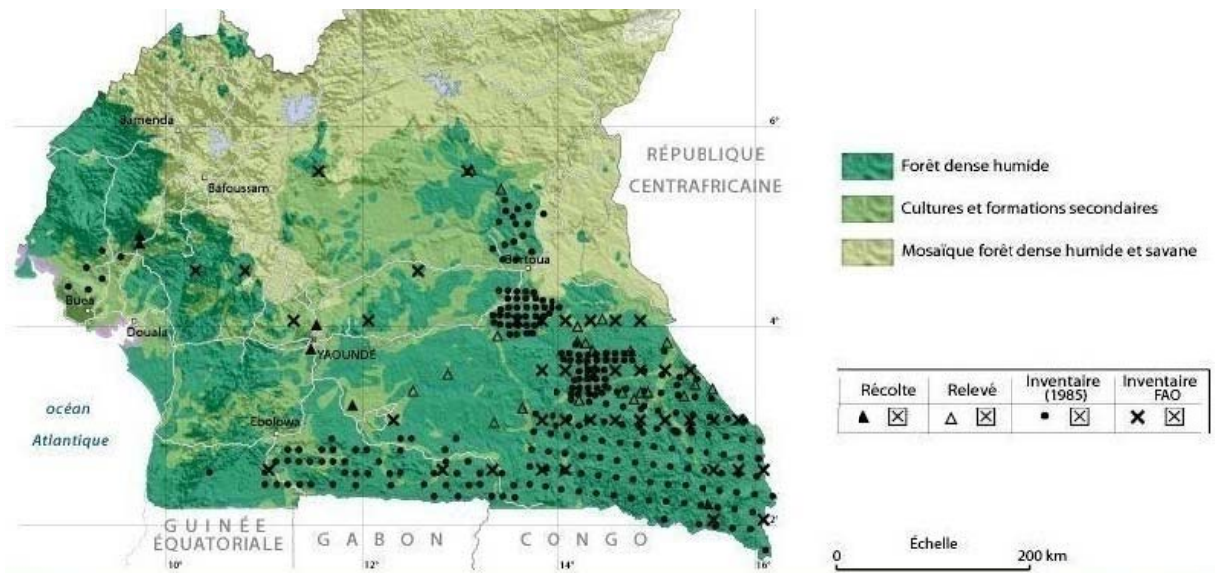 Bamenda
6°
RÉPUBLIQUE
CENTRAFRICAINE
Bafoussam
Bertoua
Buea
Douala
4°
YAOUNDÉ
océan
Atlantique
Ebolowa
2°
GUINÉE
ÉQUATORIALE
GABON
CONGO
10°
12°
14°
16°
Forêt dense humide
Cultures et formations secondaires
Mosaïque forêt dense humide et savane
Récolte Relevé Inventaire (1985) Inventaire FAO
Échelle
0 200 km